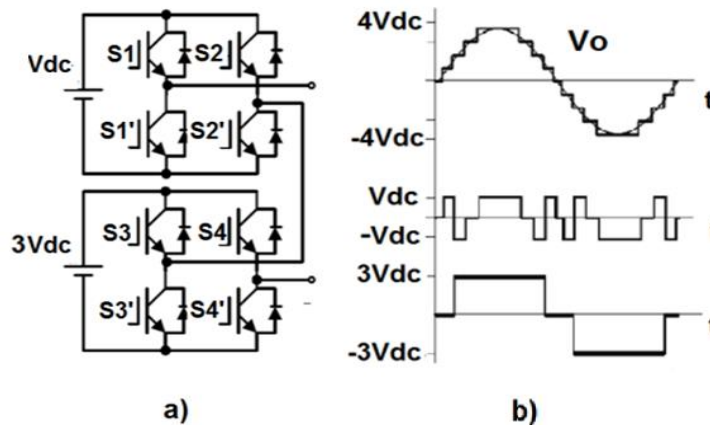 Vdc
S1
S2
S1'
S2'
3Vdc
S3
S4
S3'
S4'
a)
4Vdc
Vo
t
-4Vdc
Vdc
-Vdc
3Vdc
-3Vdc
b)